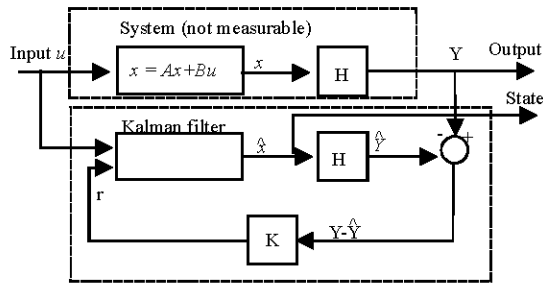 System (not measurable)
Input u
x = Ax+Bu
x
H
Y
Output
State
Kalman filter
x̂
H
Ŷ
-
+
r
K
Y-Ŷ